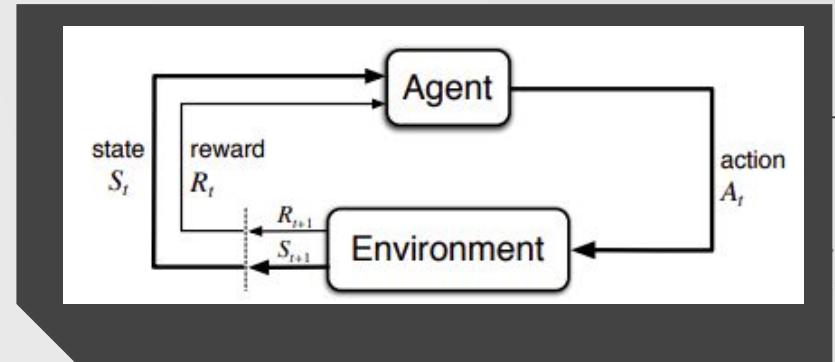 Agent
state
S_t
reward
R_t
action
A_t
R_{t+1}
S_{t+1}
Environment